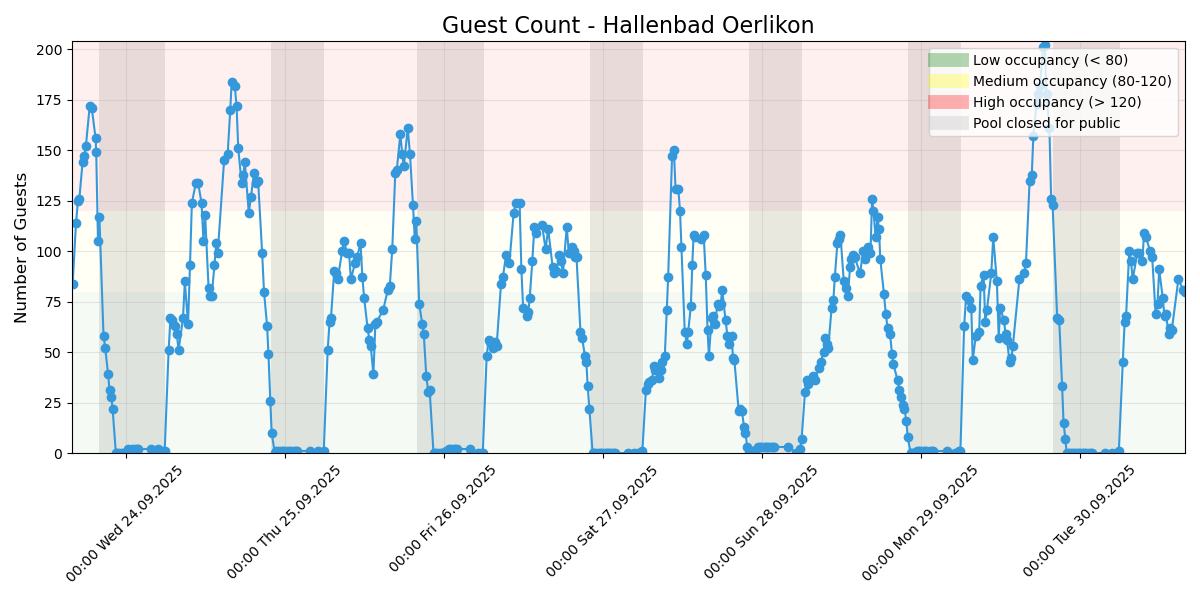 Guest Count - Hallenbad Oerlikon
Number of Guests
200
175
150
125
100
75
50
25
0
Low occupancy (< 80)
Medium occupancy (80-120)
High occupancy (> 120)
Pool closed for public
00:00 Wed 24.09.2025
00:00 Thu 25.09.2025
00:00 Fri 26.09.2025
00:00 Sat 27.09.2025
00:00 Sun 28.09.2025
00:00 Mon 29.09.2025
00:00 Tue 30.09.2025